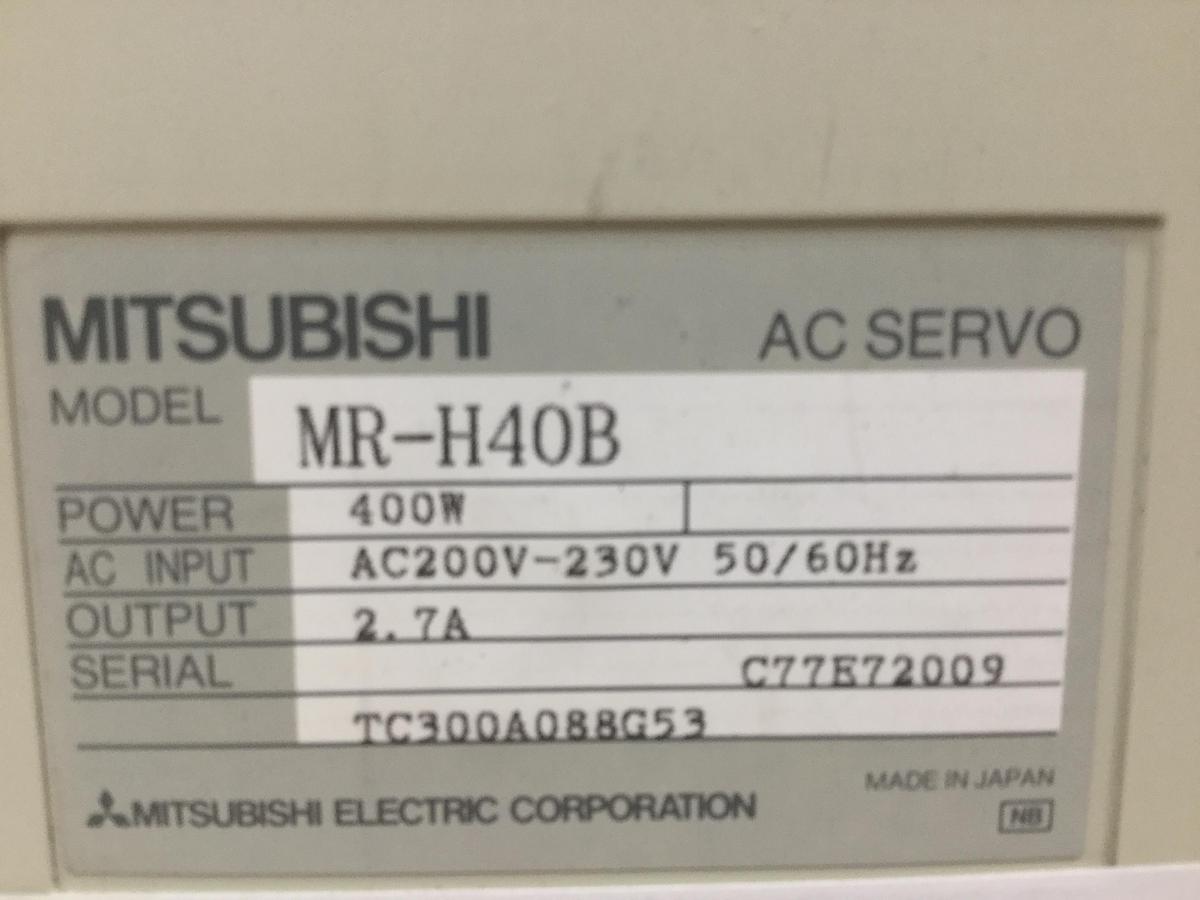 MITSUBISHI AC SERVO
MODEL MR-H40B
POWER 400W
AC INPUT AC200V-230V 50/60Hz
OUTPUT 2.7A
SERIAL C77E72009
TC300A088G53
MADE IN JAPAN
MITSUBISHI ELECTRIC CORPORATION
NB